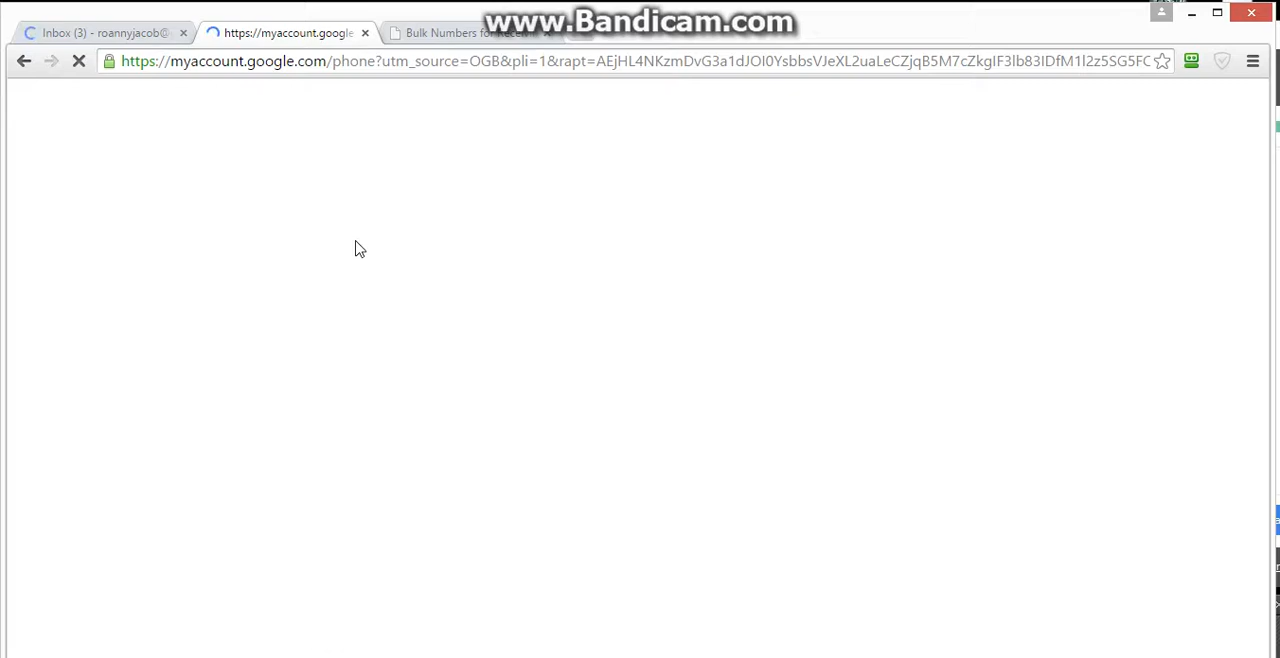 www.Bandicam.com
Inbox (3) - roannyjacob@
https://myaccount.google
Bulk Numbers for
https://myaccount.google.com/phone?utm_source=OGB&pli=1&rapt=AEjHL4NKzmDvG3a1dJOI0YsbbsVJeXL2uaLeCZjqB5M7cZkgIF3lb83IDfM1l2z5SG5FC